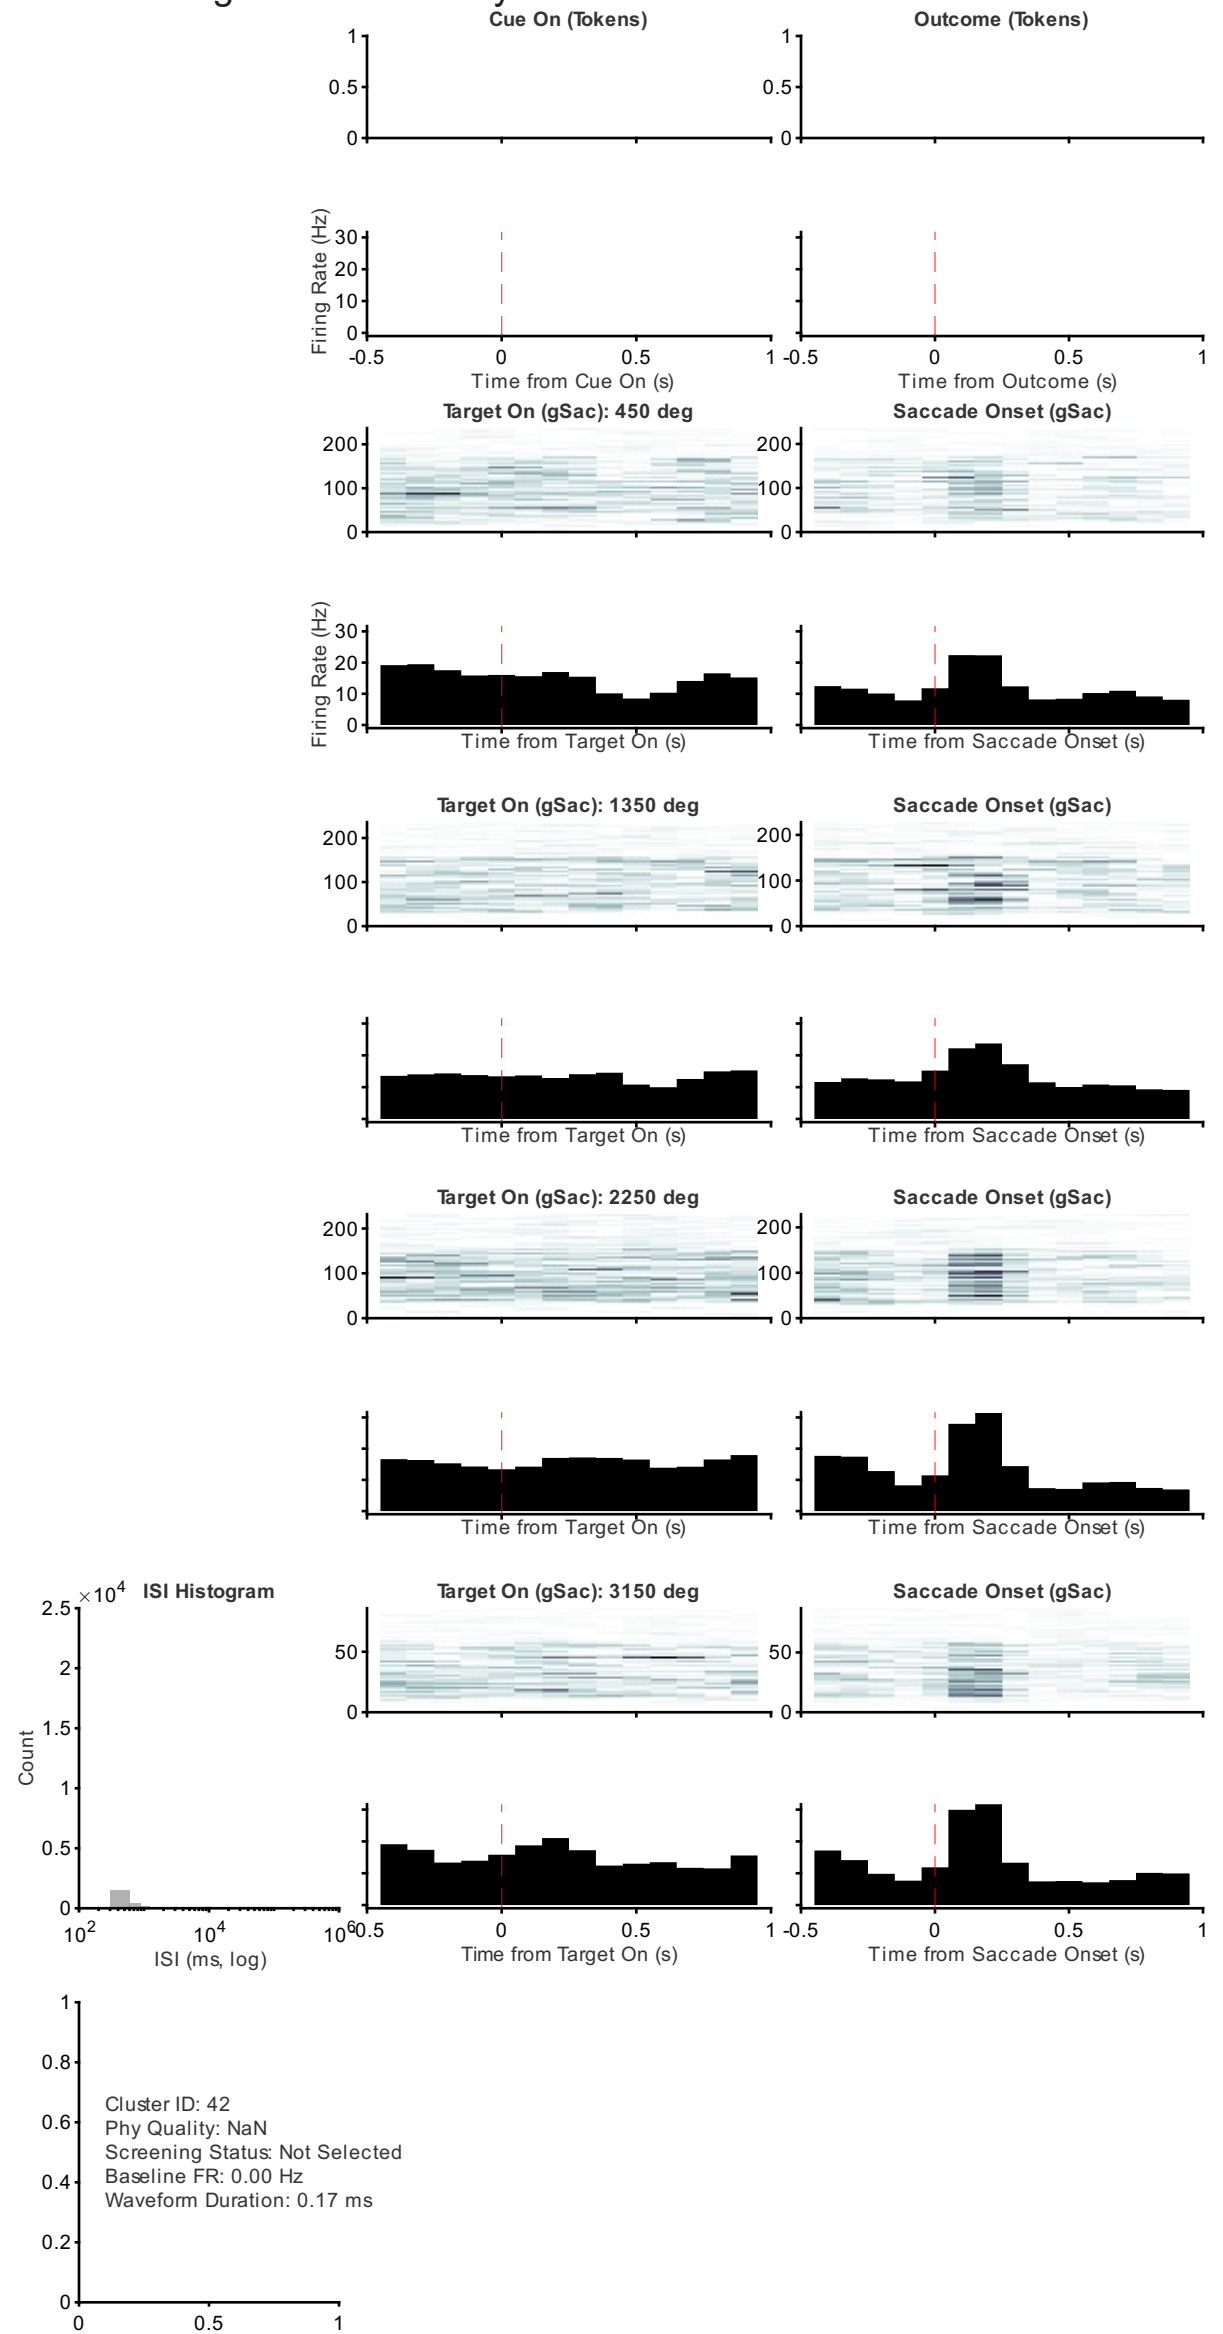 Cue On (Tokens)
Outcome (Tokens)
1
0.5
0
1
0.5
0
Firing Rate (Hz)
30
20
10
0
-0.5
0
0.5
1
-0.5
0
0.5
1
Time from Cue On (s)
Time from Outcome (s)
Target On (gSac): 450 deg
Saccade Onset (gSac)
200
100
0
200
100
0
Firing Rate (Hz)
30
20
10
0
Time from Target On (s)
Time from Saccade Onset (s)
Target On (gSac): 1350 deg
Saccade Onset (gSac)
200
100
0
200
100
0
Time from Target On (s)
Time from Saccade Onset (s)
Target On (gSac): 2250 deg
Saccade Onset (gSac)
200
100
0
200
100
0
Time from Target On (s)
Time from Saccade Onset (s)
×10^4
ISI Histogram
2.5
2
1.5
1
0.5
0
Count
10^2
10^4
10^6
ISI (ms, log)
Target On (gSac): 3150 deg
Saccade Onset (gSac)
50
0
50
0
-0.5
0
0.5
1
-0.5
0
0.5
1
Time from Target On (s)
Time from Saccade Onset (s)
1
0.8
0.6
0.4
0.2
0
Cluster ID: 42
Phy Quality: NaN
Screening Status: Not Selected
Baseline FR: 0.00 Hz
Waveform Duration: 0.17 ms
0
0.5
1